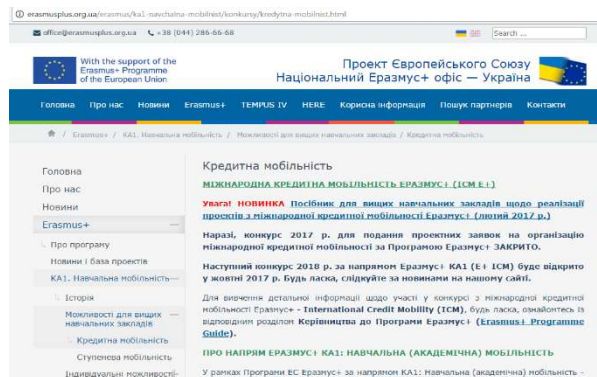 erasmusplus.org.ua/erasmus/ka1-navchalna-mobilnist/konkursy/kredytna-mobilnist.html
office@erasmusplus.org.ua +38 (044) 286-66-68 Search ...
With the support of the
Erasmus+ Programme
of the European Union
Проект Європейського Союзу
Національний Еразмус+ офіс — Україна
Головна Про нас Новини Erasmus+ TEMPUS IV HERE Корисна інформація Пошук партнерів Контакти
/ Erasmus+ / КА1. Навчальна мобільність / Можливості для вищих навчальних закладів / Кредитна мобільність
Головна
Про нас
Новини
Erasmus+
Про програму
Новини і база проектів
КА1. Навчальна мобільність
Історія
Можливості для вищих
навчальних закладів
Кредитна мобільність
Ступенева мобільність
Індивідуальні можливості-
Кредитна мобільність
МІЖНАРОДНА КРЕДИТНА МОБІЛЬНІСТЬ ЕРАЗМУС+ (ICM E+)
Увага! НОВИНКА Посібник для вищих навчальних закладів щодо реалізації
проектів з міжнародної кредитної мобільності Еразмус+ (лютий 2017 р.)
Наразі, конкурс 2017 р. для подання проектних заявок на організацію
міжнародної кредитної мобільності за Програмою Еразмус+ ЗАКРИТО.
Наступний конкурс 2018 р. за напрямом Еразмус+ КА1 (E+ ICM) буде відкрито
у жовтні 2017 р. Будь ласка, слідкуйте за новинами на нашому сайті.
Для вивчення детальної інформації щодо участі у конкурсі з міжнародної кредитної
мобільності Еразмус+ - International Credit Mobility (ICM), будь ласка, ознайомтесь із
відповідним розділом Керівництва до Програми Еразмус+ (Erasmus+ Programme
Guide).
ПРО НАПРЯМ ЕРАЗМУС+ КА1: НАВЧАЛЬНА (АКАДЕМІЧНА) МОБІЛЬНІСТЬ
У рамках Програми ЕС Еразмус+ за напрямом КА1: Навчальна (академічна) мобільність -